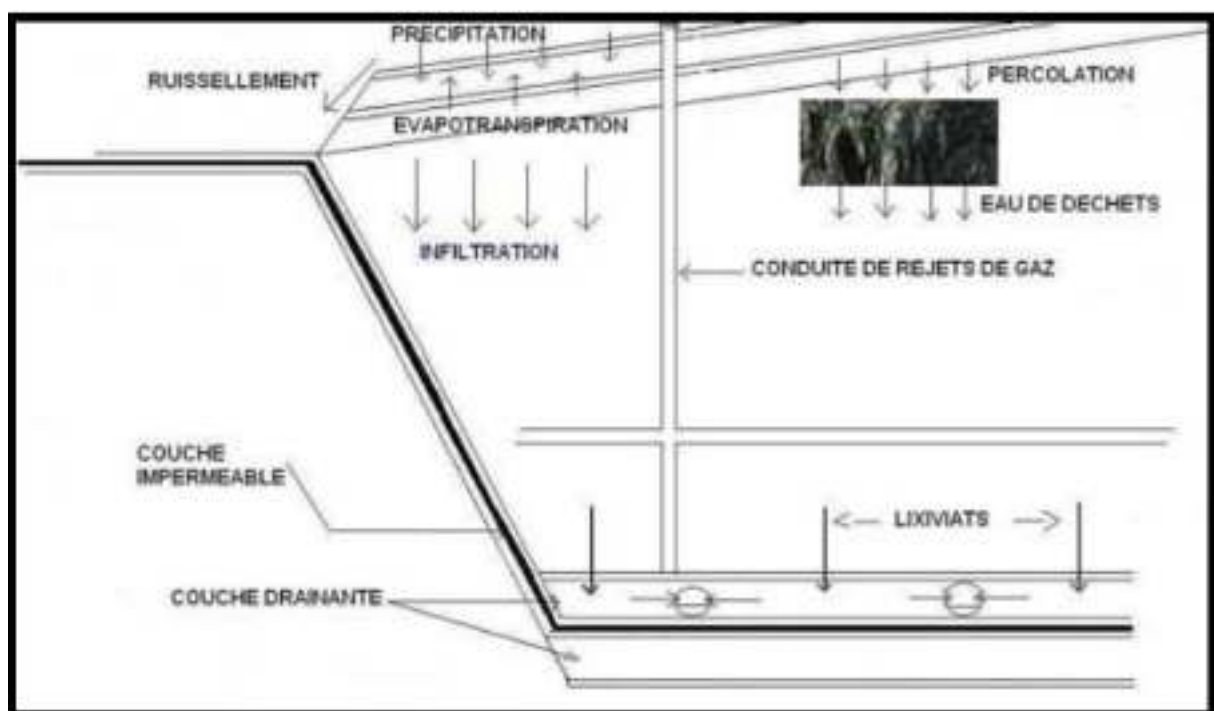 PRECIPITATION
RUISSELLEMENT
PERCOLATION
EVAPOTRANSPIRATION
EAU DE DECHETS
INFILTRATION
CONDUITE DE REJETS DE GAZ
COUCHE
IMPERMEABLE
LIXIVIATS
COUCHE DRAINANTE